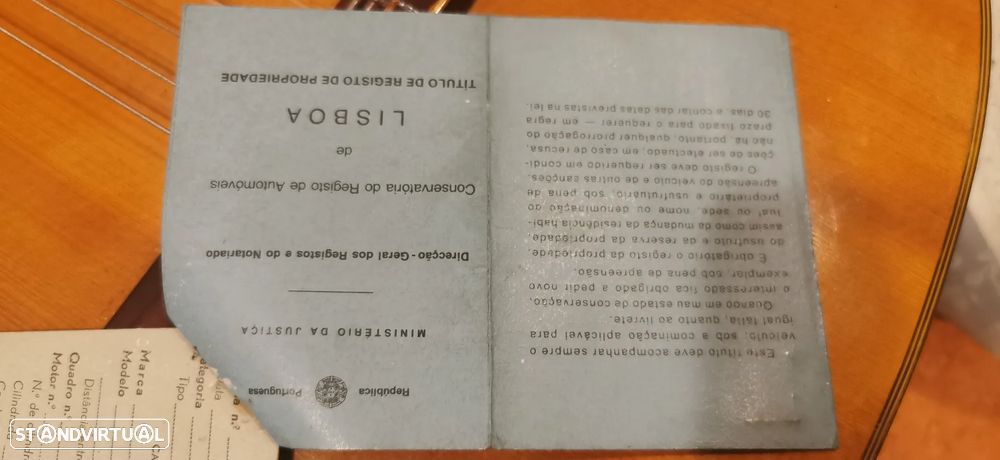 República
Portuguesa
MINISTÉRIO DA JUSTIÇA
Direcção-Geral dos Registos e do Notariado
Conservatória do Registo de Automóveis
de
LISBOA
TÍTULO DE REGISTO DE PROPRIEDADE
Este título deve acompanhar sempre o
veículo; sob a cominação aplicável para
igual falta, quanto ao livrete.
Quando em mau estado de conservação,
o interessado fica obrigado a pedir novo
exemplar, sob pena de apreensão.
É obrigatório o registo da propriedade,
do usufruto e da reserva da propriedade,
assim como da mudança da residência habi-
tual ou sede, nome ou denominação do
proprietário e usufrutuário, sob pena de
apreensão do veículo e de outras sanções.
O registo deve ser requerido em condi-
ções de ser efectuado, em caso de recusa,
não há, portanto, qualquer prorrogação do
prazo fixado para o requerer — em regra
30 dias, a contar das datas previstas na lei.
Marca
Modelo
Quadro n.º
Motor n.º
Distância entre
N.º de
Cilindr
Tipo
ategoria
STANDVIRTUAL